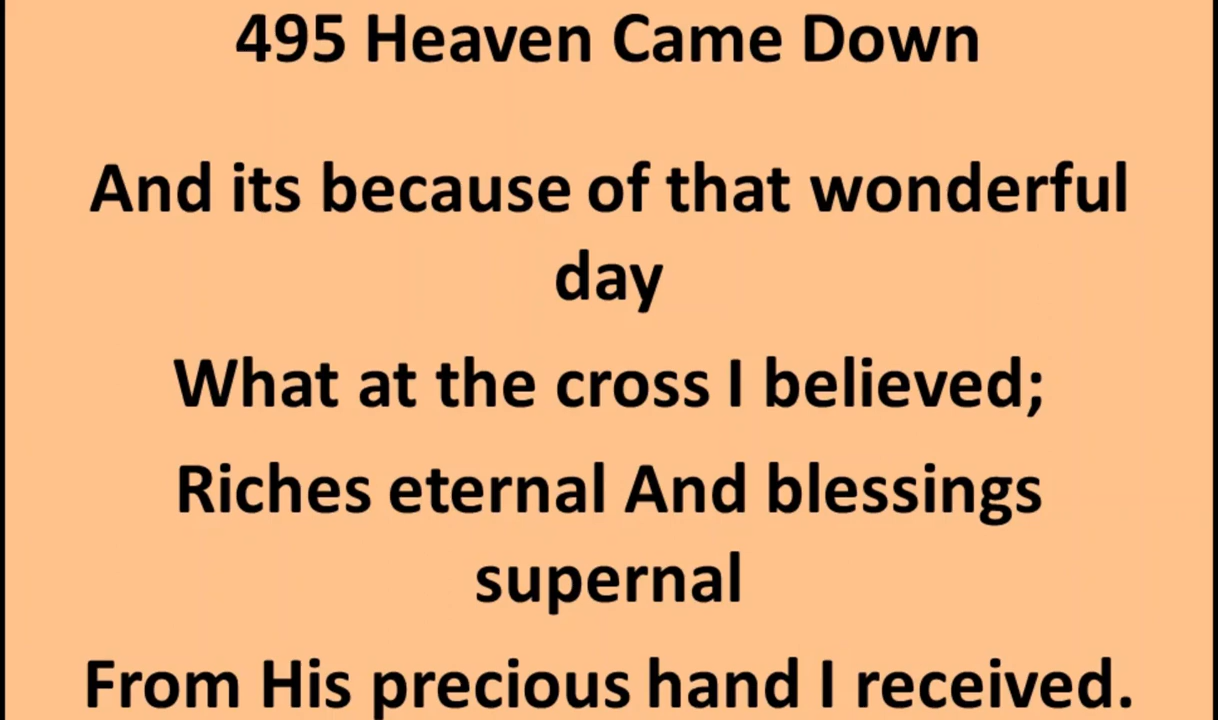 495 Heaven Came Down
And its because of that wonderful
day
What at the cross I believed;
Riches eternal And blessings
supernal
From His precious hand I received.